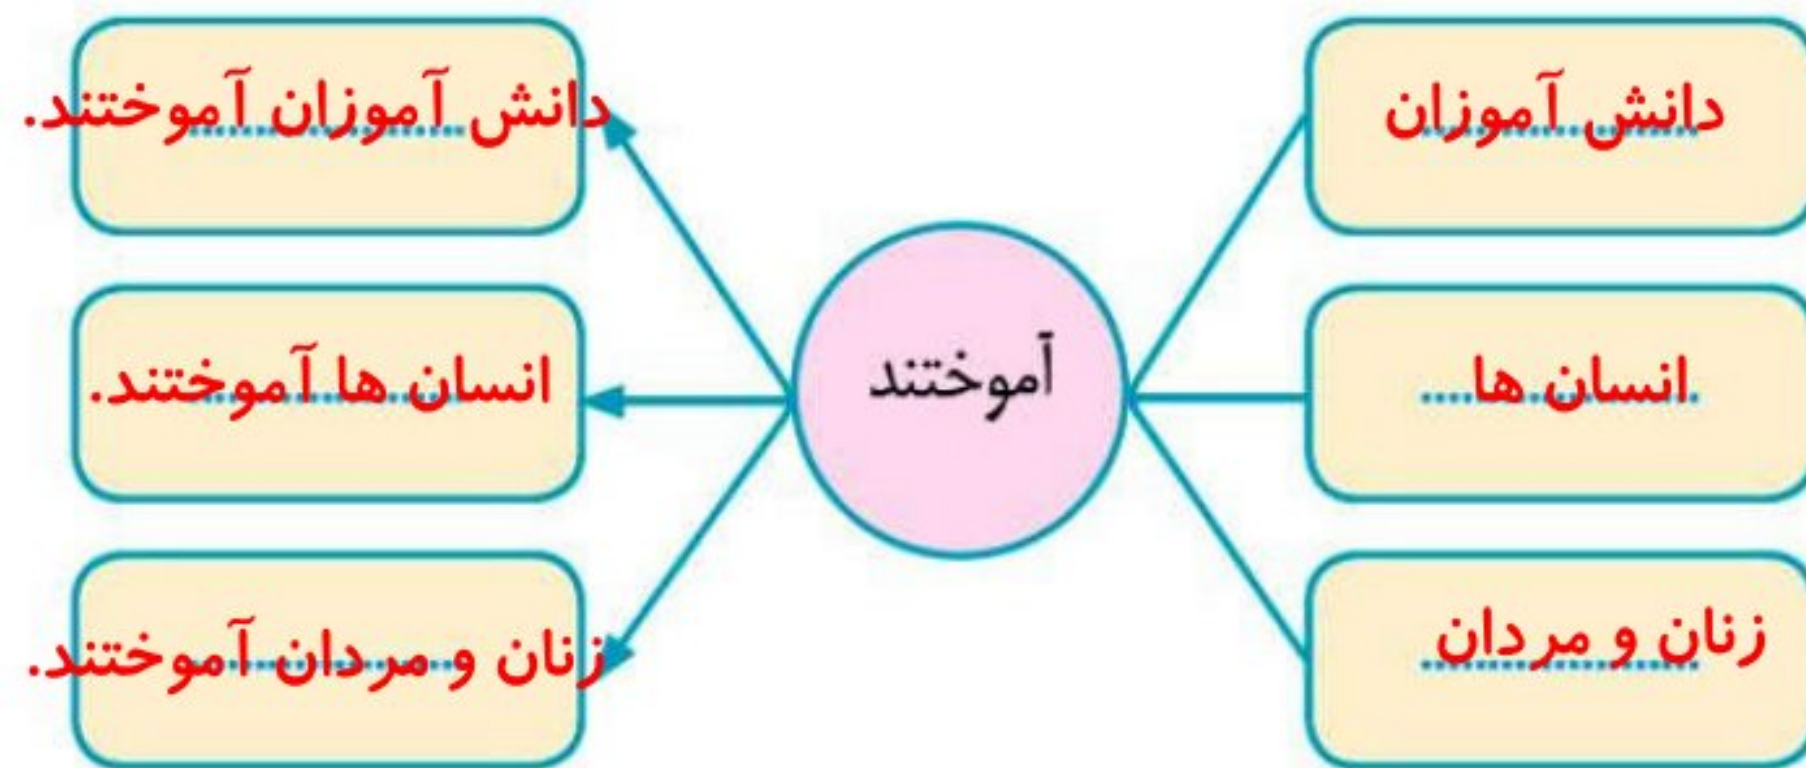 دانش آموزان
آموختند
دانش آموزان آموختند.
انسان ها
انسان ها آموختند.
زنان و مردان
زنان و مردان آموختند.